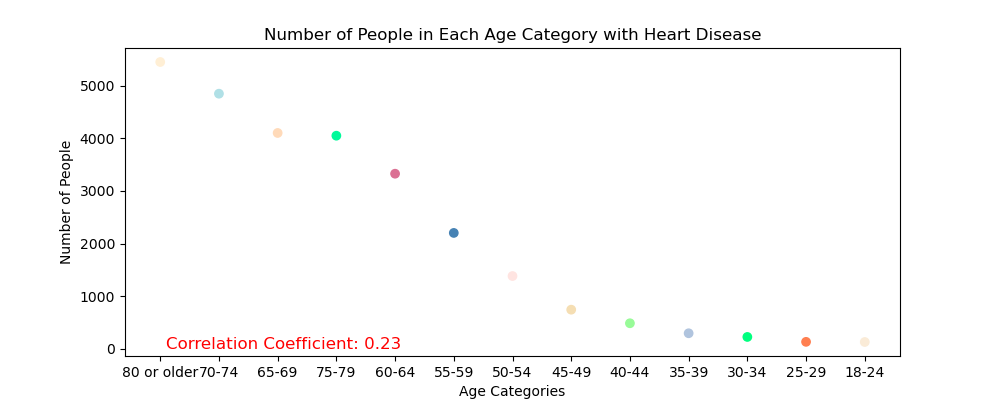 Number of People in Each Age Category with Heart Disease
Number of People
5000
4000
3000
2000
1000
0
Correlation Coefficient: 0.23
80 or older 70-74 65-69 75-79 60-64 55-59 50-54 45-49 40-44 35-39 30-34 25-29 18-24
Age Categories